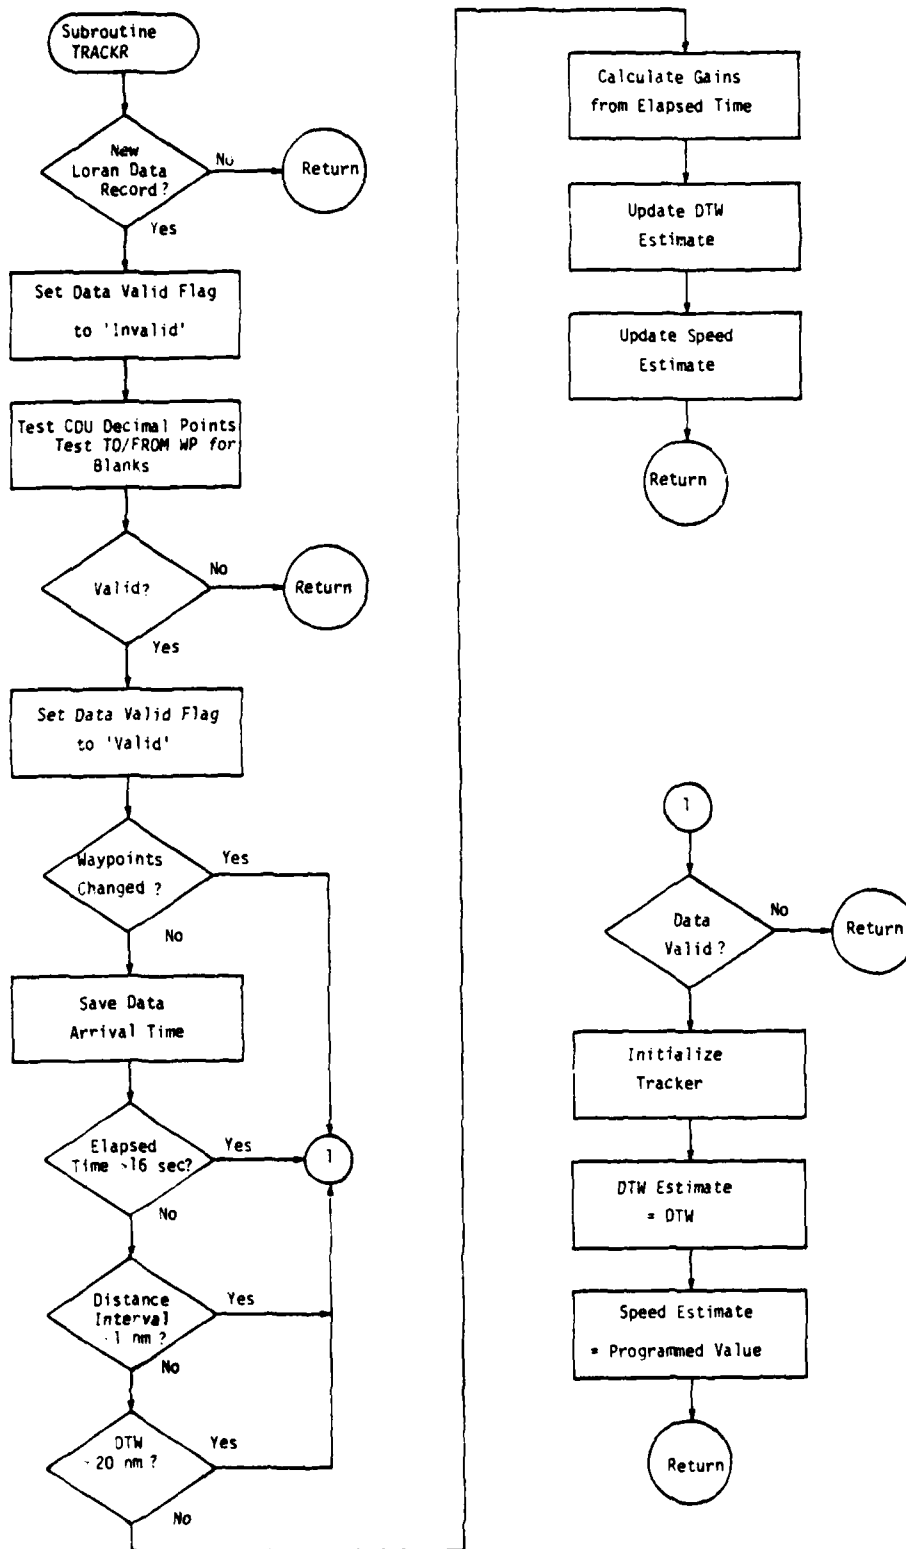 Subroutine
TRACKR
New
Loran Data
Record?
No
Return
Yes
Set Data Valid Flag
to 'Invalid'
Test CDU Decimal Points
Test TO/FROM WP for
Blanks
Valid?
No
Return
Yes
Set Data Valid Flag
to 'Valid'
Waypoints
Changed ?
Yes
No
Save Data
Arrival Time
Elapsed
Time >16 sec?
Yes
1
No
Distance
Interval
1 nm ?
Yes
No
DTW
20 nm ?
Yes
No
Calculate Gains
from Elapsed Time
Update DTW
Estimate
Update Speed
Estimate
Return
1
Data
Valid ?
No
Return
Initialize
Tracker
DTW Estimate
= DTW
Speed Estimate
= Programmed Value
Return